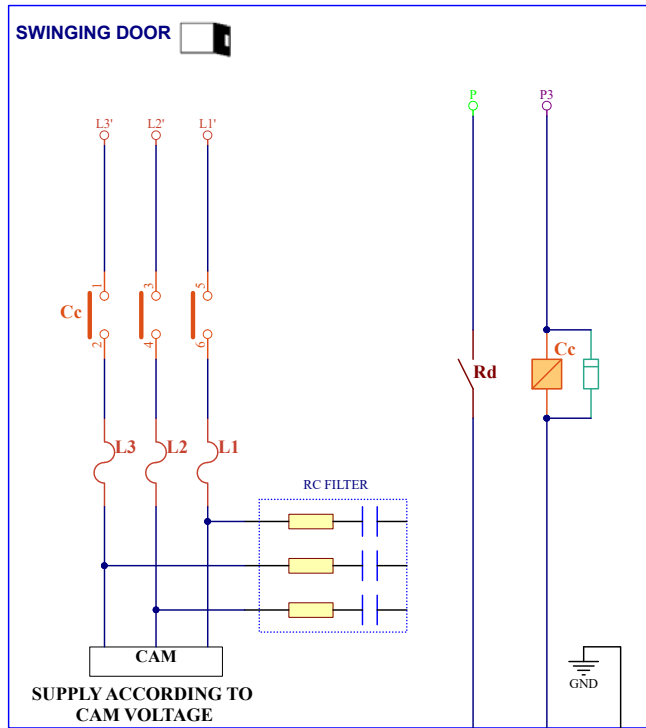 SWINGING DOOR
P
P3
L3'
L2'
L1'
1
3
5
Cc
2
4
6
Cc
Rd
L3
L2
L1
RC FILTER
CAM
SUPPLY ACCORDING TO
CAM VOLTAGE
GND